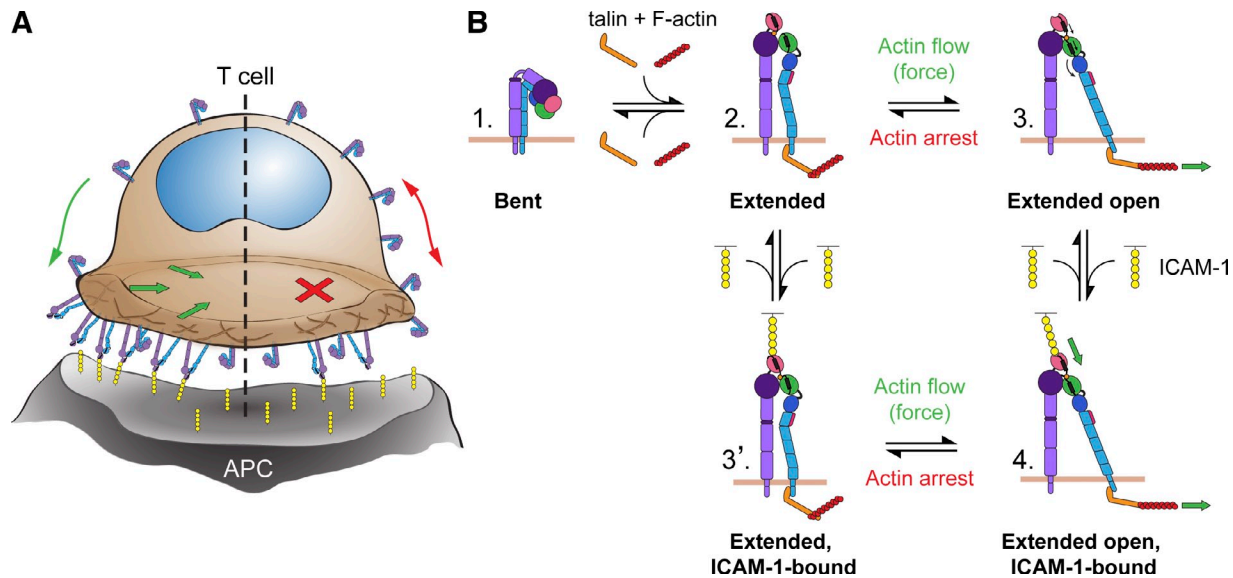 A
T cell
APC
B
talin + F-actin
1.
2.
Actin flow
(force)
Actin arrest
3.
Bent
Extended
Extended open
ICAM-1
3’.
Actin flow
(force)
Actin arrest
4.
Extended,
ICAM-1-bound
Extended open,
ICAM-1-bound